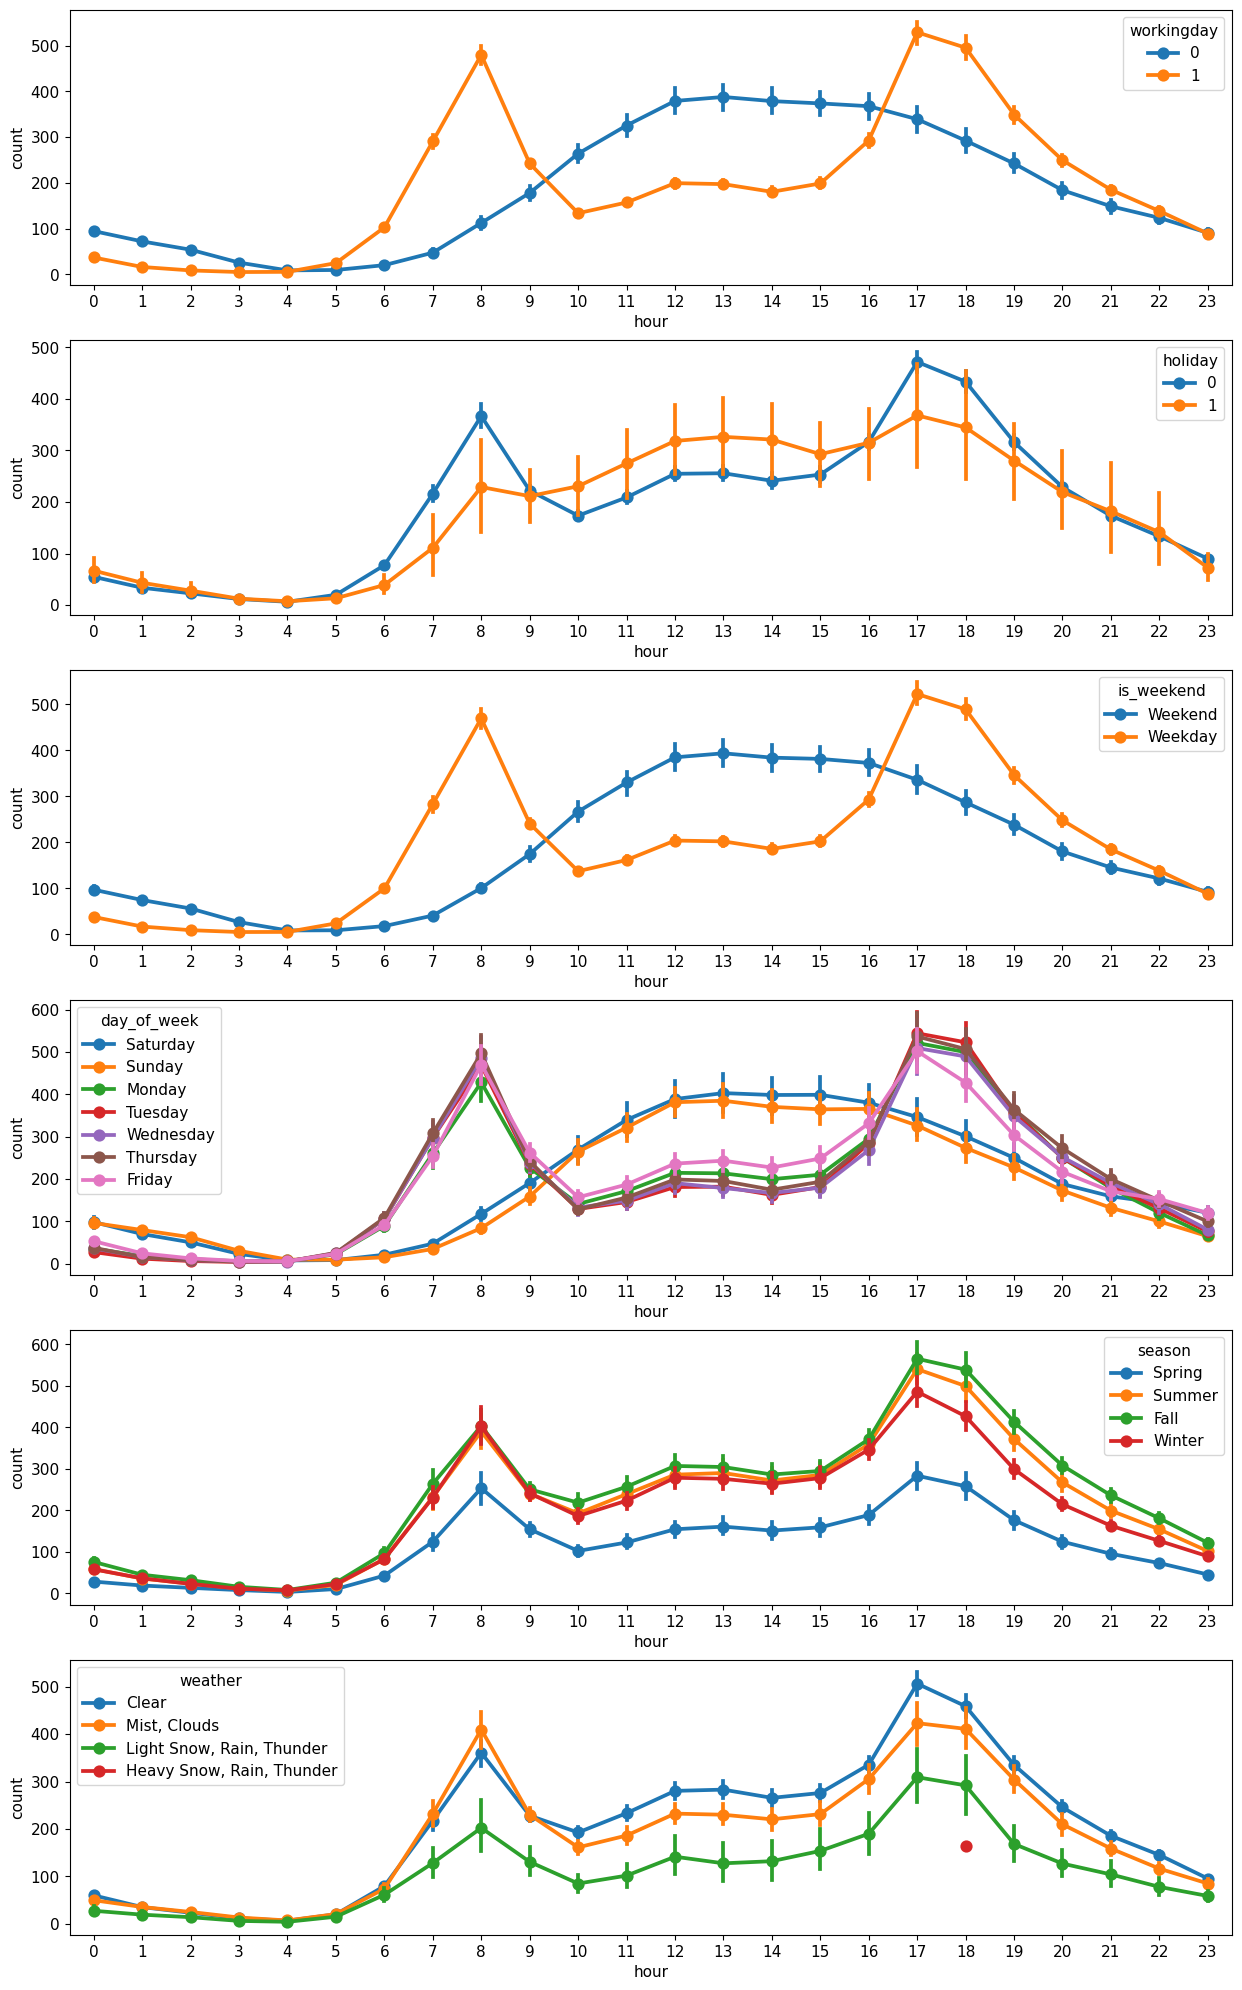 workingday
0
1
500
400
300
200
100
0
count
0 1 2 3 4 5 6 7 8 9 10 11 12 13 14 15 16 17 18 19 20 21 22 23
hour
holiday
0
1
500
400
300
200
100
0
count
0 1 2 3 4 5 6 7 8 9 10 11 12 13 14 15 16 17 18 19 20 21 22 23
hour
is_weekend
Weekend
Weekday
500
400
300
200
100
0
count
0 1 2 3 4 5 6 7 8 9 10 11 12 13 14 15 16 17 18 19 20 21 22 23
hour
day_of_week
Saturday
Sunday
Monday
Tuesday
Wednesday
Thursday
Friday
600
500
400
300
200
100
0
count
0 1 2 3 4 5 6 7 8 9 10 11 12 13 14 15 16 17 18 19 20 21 22 23
hour
season
Spring
Summer
Fall
Winter
600
500
400
300
200
100
0
count
0 1 2 3 4 5 6 7 8 9 10 11 12 13 14 15 16 17 18 19 20 21 22 23
hour
weather
Clear
Mist, Clouds
Light Snow, Rain, Thunder
Heavy Snow, Rain, Thunder
500
400
300
200
100
0
count
0 1 2 3 4 5 6 7 8 9 10 11 12 13 14 15 16 17 18 19 20 21 22 23
hour